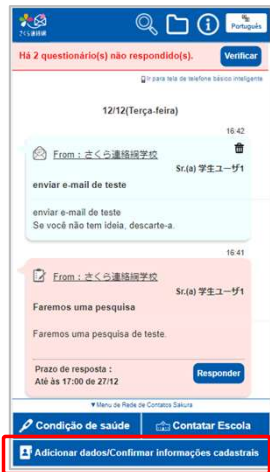 さくら連絡網
Português
Há 2 questionário(s) não respondido(s).
Verificar
Ir para tela de telefone básico inteligente
12/12(Terça-feira)
16:42
From：さくら連絡網学校
Sr.(a) 学生ユーザ1
enviar e-mail de teste
enviar e-mail de teste
Se você não tem ideia, descarte-a.
16:41
From：さくら連絡網学校
Sr.(a) 学生ユーザ1
Faremos uma pesquisa
Faremos uma pesquisa de teste.
Prazo de resposta :
Até às 17:00 de 27/12
Responder
▼Menu de Rede de Contatos Sakura
Condição de saúde
Contatar Escola
Adicionar dados/Confirmar informações cadastrais